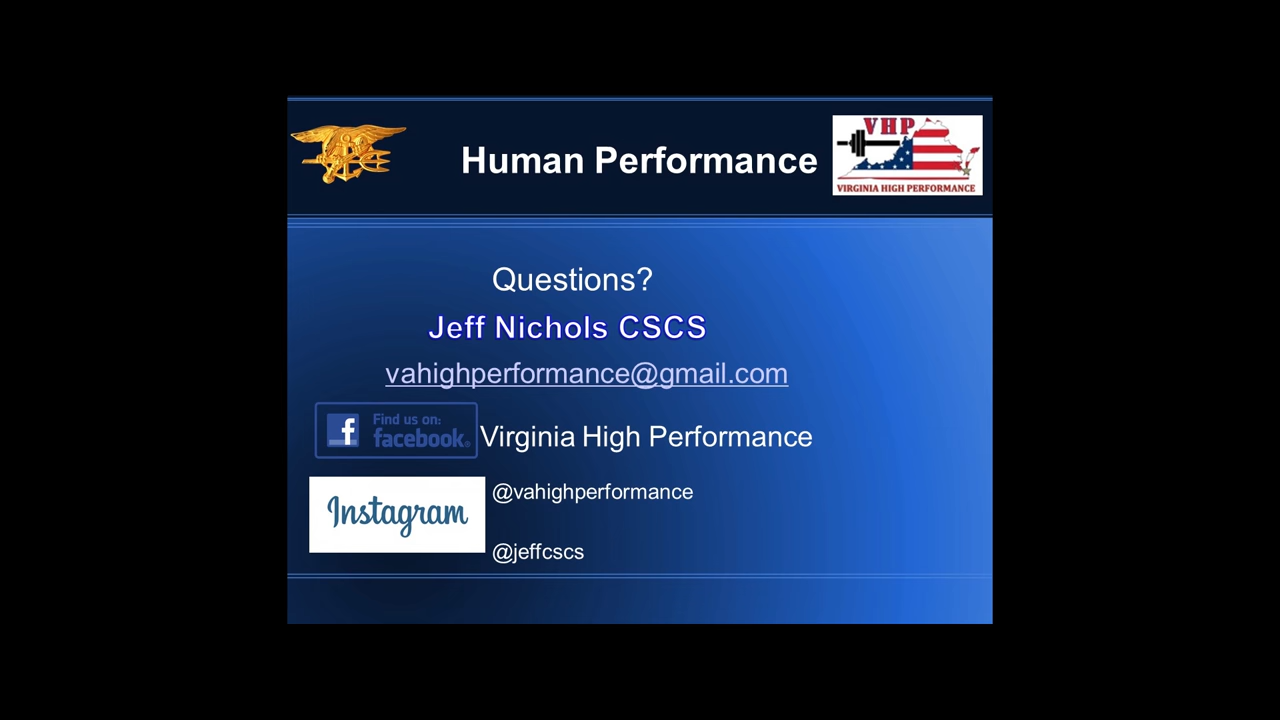 Human Performance
VHP
VIRGINIA HIGH PERFORMANCE
Questions?
Jeff Nichols CSCS
vahighperformance@gmail.com
Find us on:
facebook® Virginia High Performance
Instagram @vahighperformance
@jeffcscs